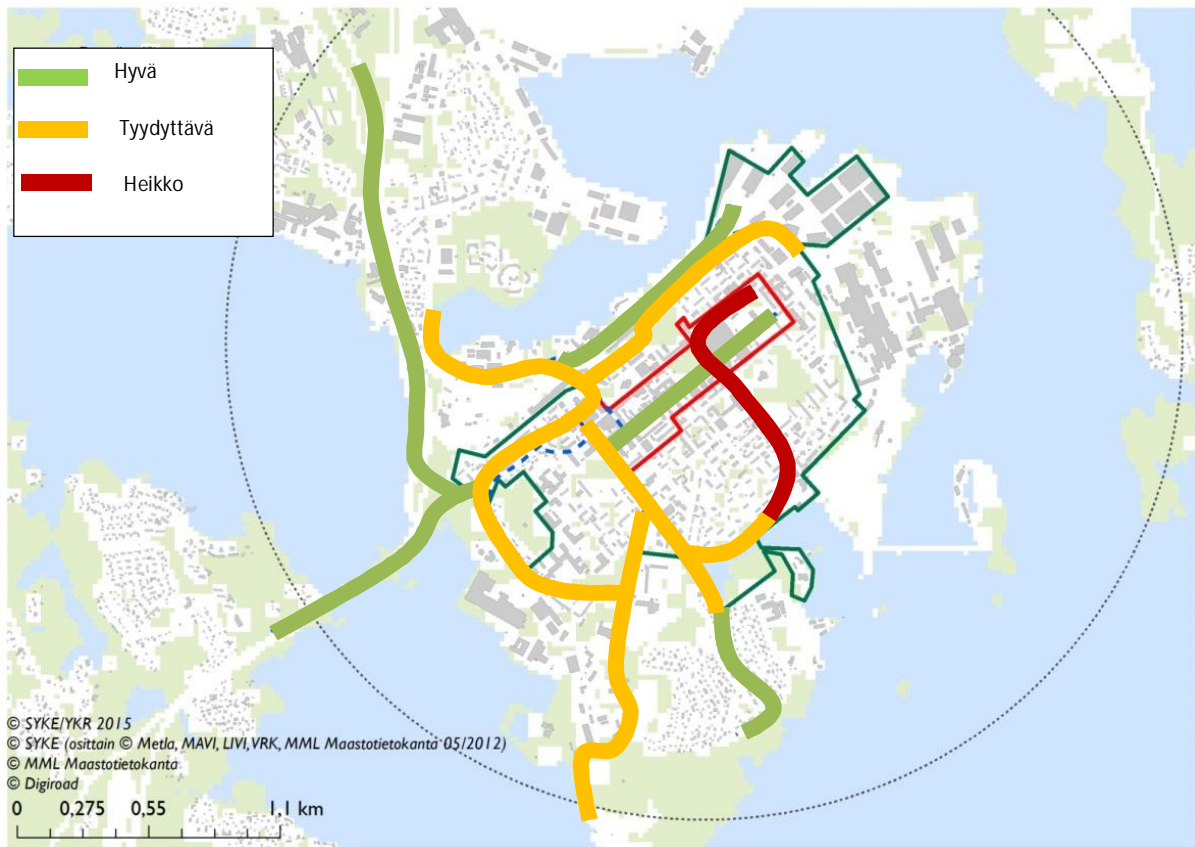 Hyvä
Tyydyttävä
Heikko
© SYKE/YKR 2015
© SYKE (osittain © Metla, MAVI, LIVI,VRK, MML Maastotietokanta 05/2012)
© MML Maastotietokanta
© Digiroad
0 0,275 0,55 1,1 km